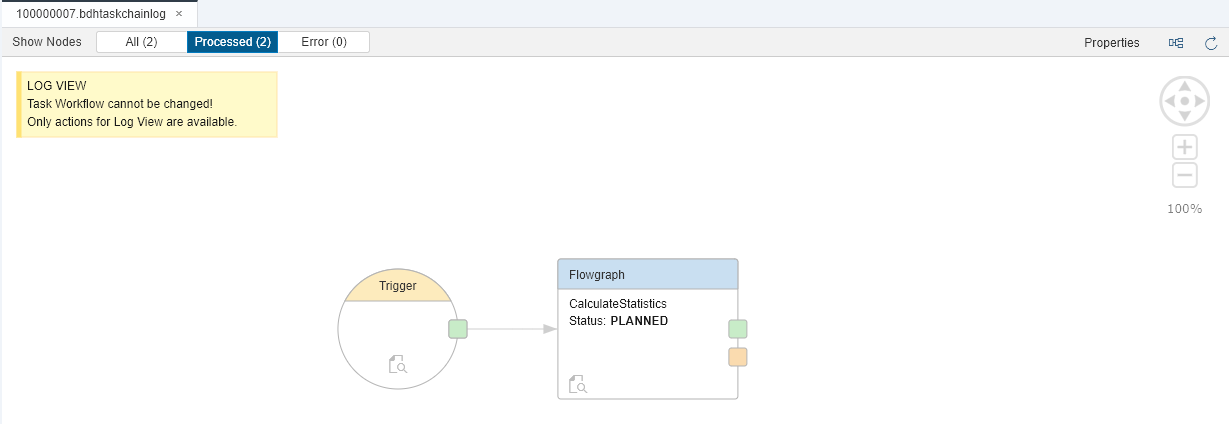 100000007.bdhtaskchainlog ×
Show Nodes All (2) Processed (2) Error (0) Properties
LOG VIEW
Task Workflow cannot be changed!
Only actions for Log View are available.
100%
Trigger
Flowgraph
CalculateStatistics
Status: PLANNED